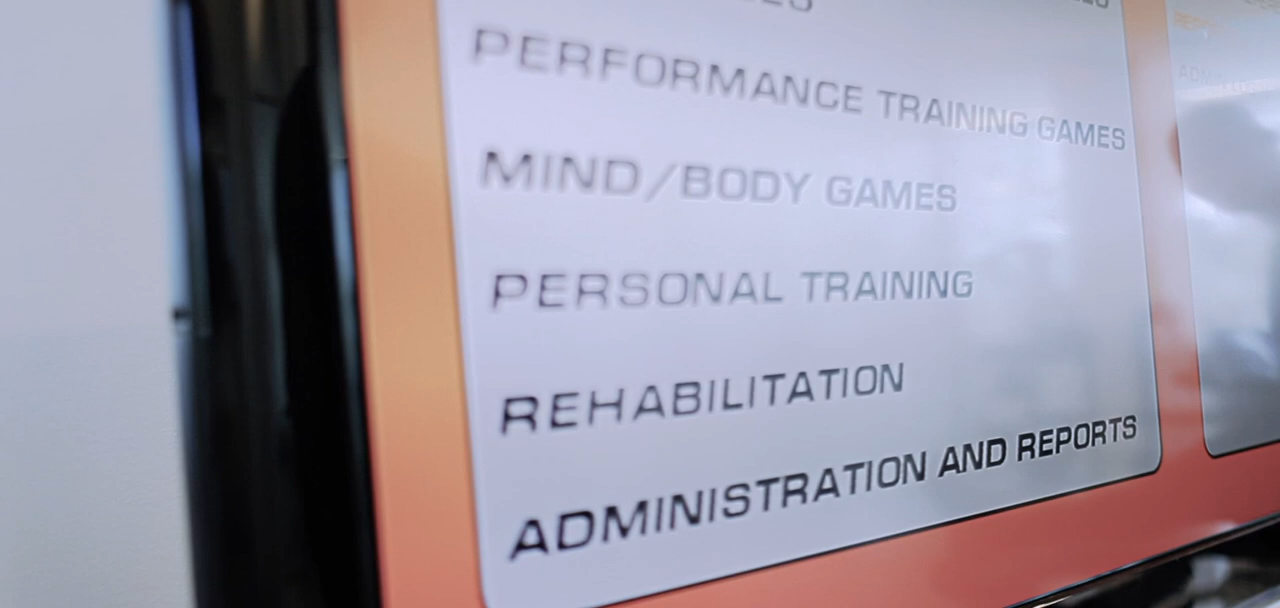 PERFORMANCE TRAINING GAMES
MIND/BODY GAMES
PERSONAL TRAINING
REHABILITATION
ADMINISTRATION AND REPORTS